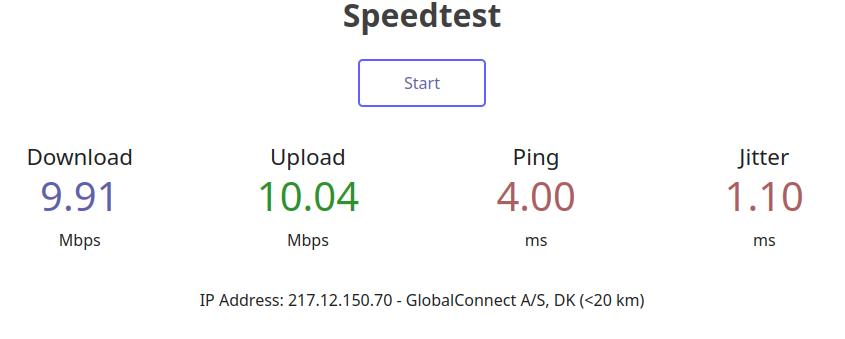 Speedtest
Start
Download Upload Ping Jitter
9.91 10.04 4.00 1.10
Mbps Mbps ms ms
IP Address: 217.12.150.70 - GlobalConnect A/S, DK (<20 km)